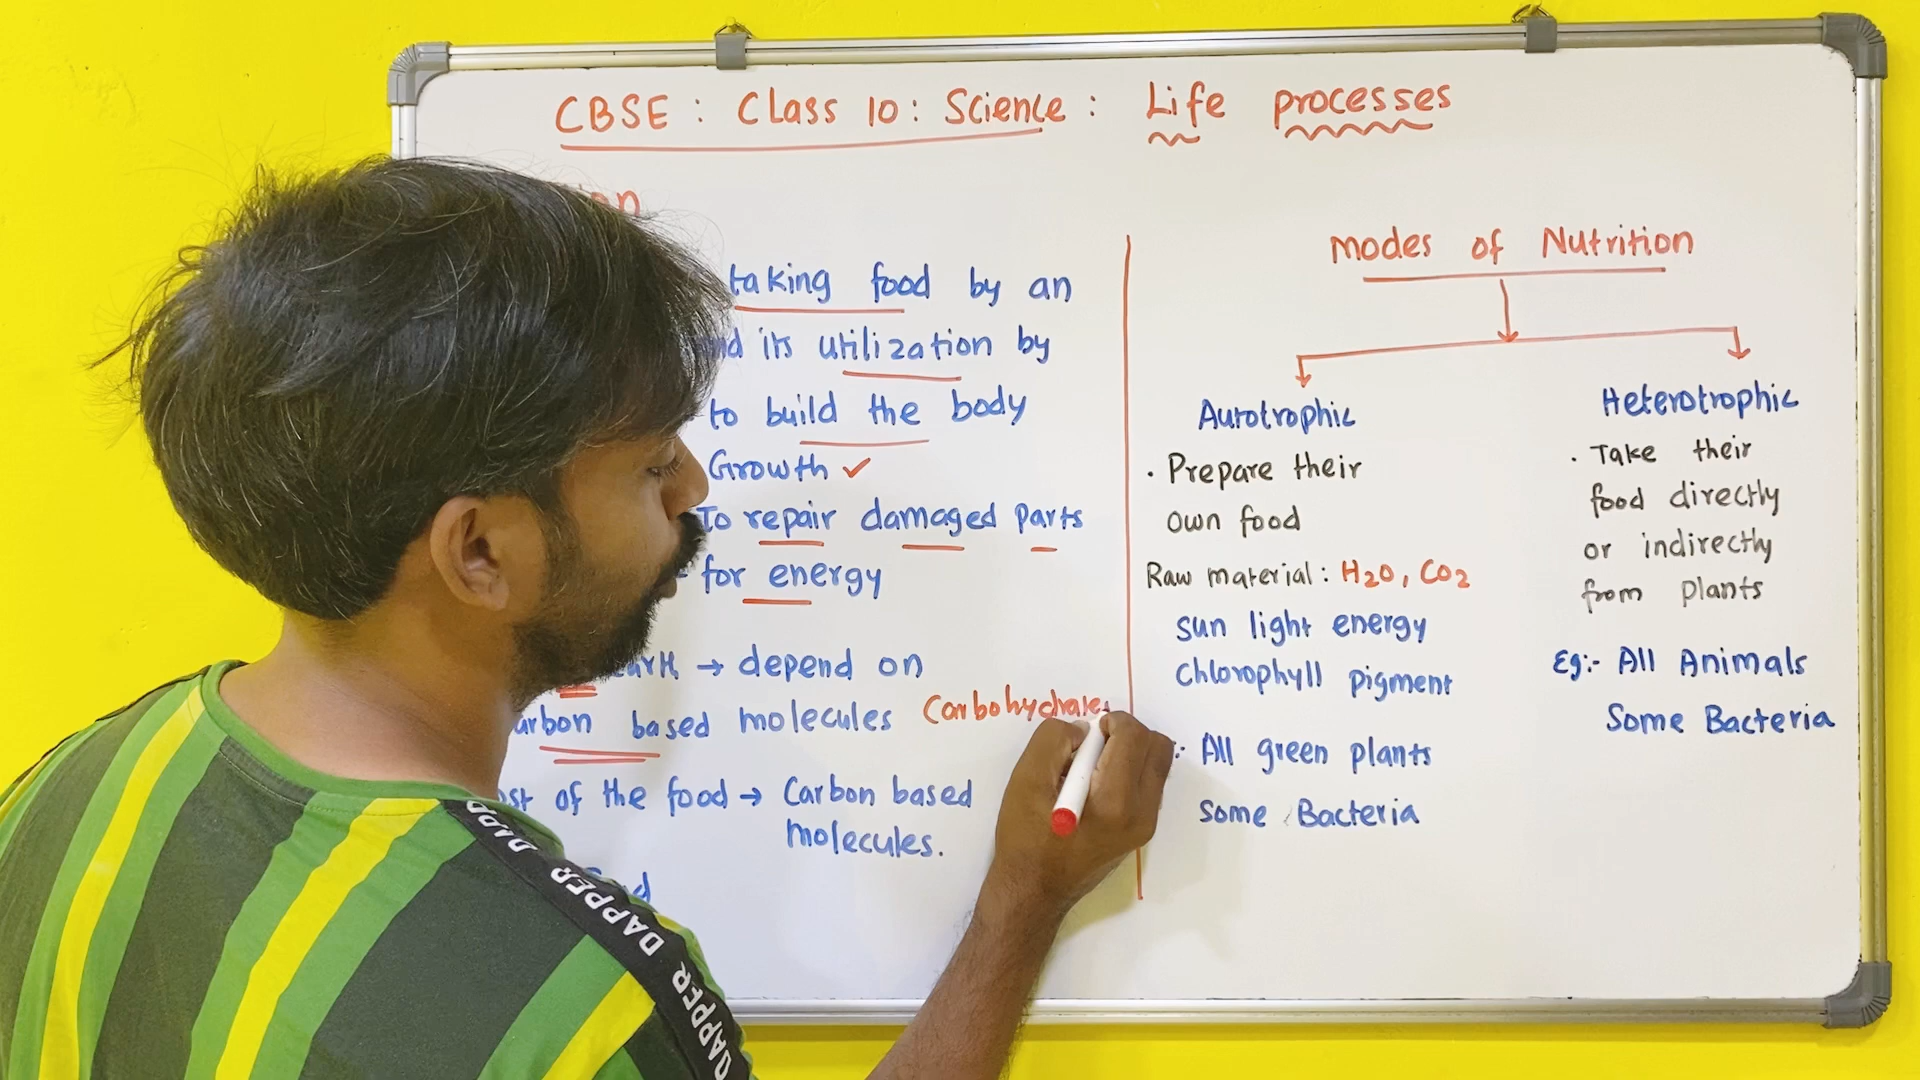 CBSE : Class 10 : Science : Life processes
taking food by an
its utilization by
to build the body
Growth ✓
To repair damaged parts
for energy
→ depend on
based molecules Carbohydrates
of the food → Carbon based
molecules.
Modes of Nutrition
Autotrophic
· Prepare their
own food
Raw material : H2O, CO2
sun light energy
Chlorophyll pigment
All green plants
Some Bacteria
Heterotrophic
· Take their
food directly
or indirectly
from plants
Eg:- All Animals
Some Bacteria
DAPPER DAPPER DAPPER